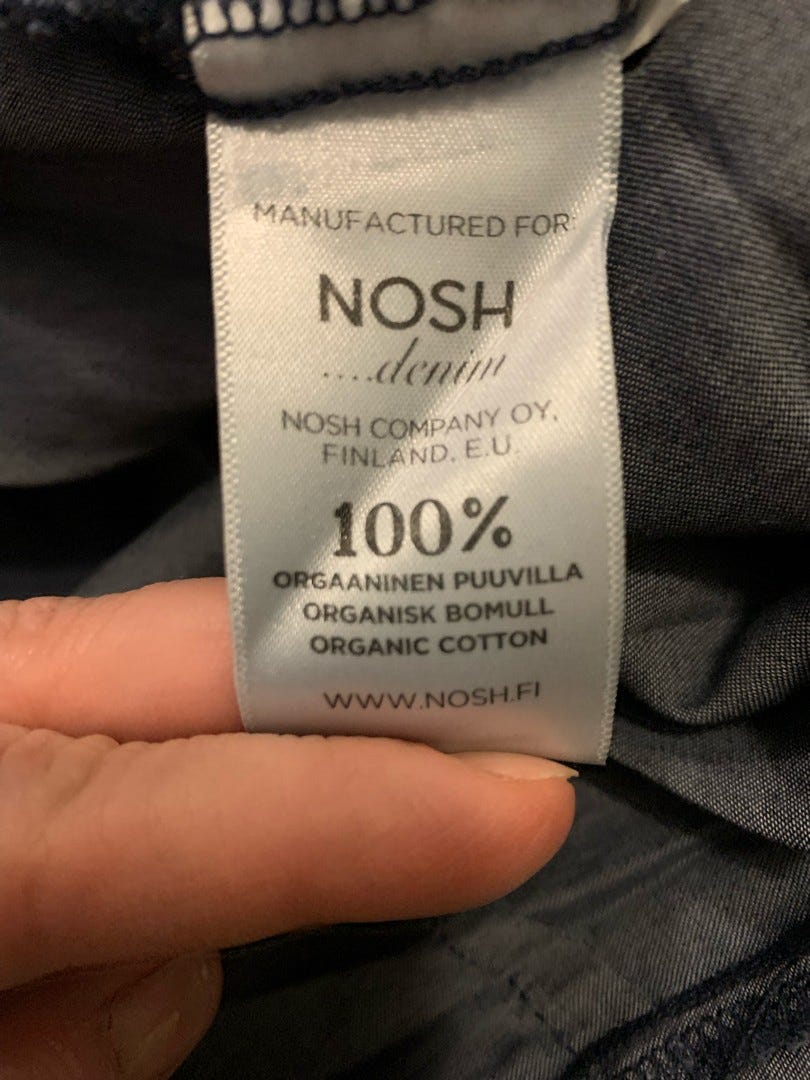 MANUFACTURED FOR:
NOSH
....denim
NOSH COMPANY OY,
FINLAND, E.U.
100%
ORGAANINEN PUUVILLA
ORGANISK BOMULL
ORGANIC COTTON
WWW.NOSH.FI